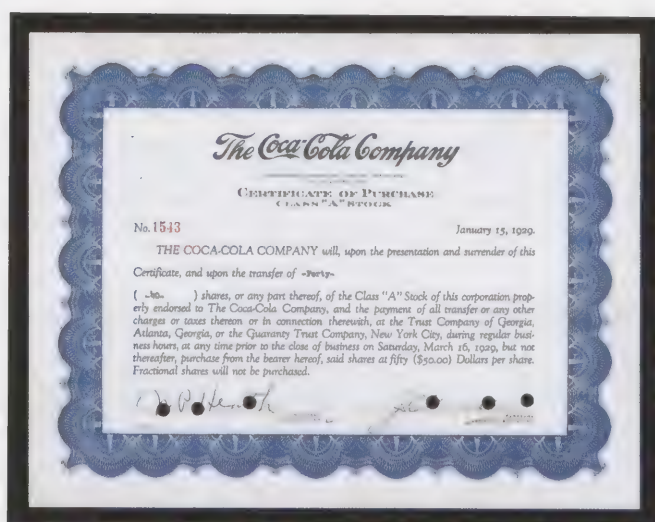 The Coca-Cola Company
CERTIFICATE OF PURCHASE
CLASS "A" STOCK
No. 1543 January 15, 1929.
THE COCA-COLA COMPANY will, upon the presentation and surrender of this
Certificate, and upon the transfer of -Forty-
( -40- ) shares, or any part thereof, of the Class "A" Stock of this corporation prop-
erly endorsed to The Coca-Cola Company, and the payment of all transfer or any other
charges or taxes thereon or in connection therewith, at the Trust Company of Georgia,
Atlanta, Georgia, or the Guaranty Trust Company, New York City, during regular busi-
ness hours, at any time prior to the close of business on Saturday, March 16, 1929, but not
thereafter, purchase from the bearer hereof, said shares at fifty ($50.00) Dollars per share.
Fractional shares will not be purchased.